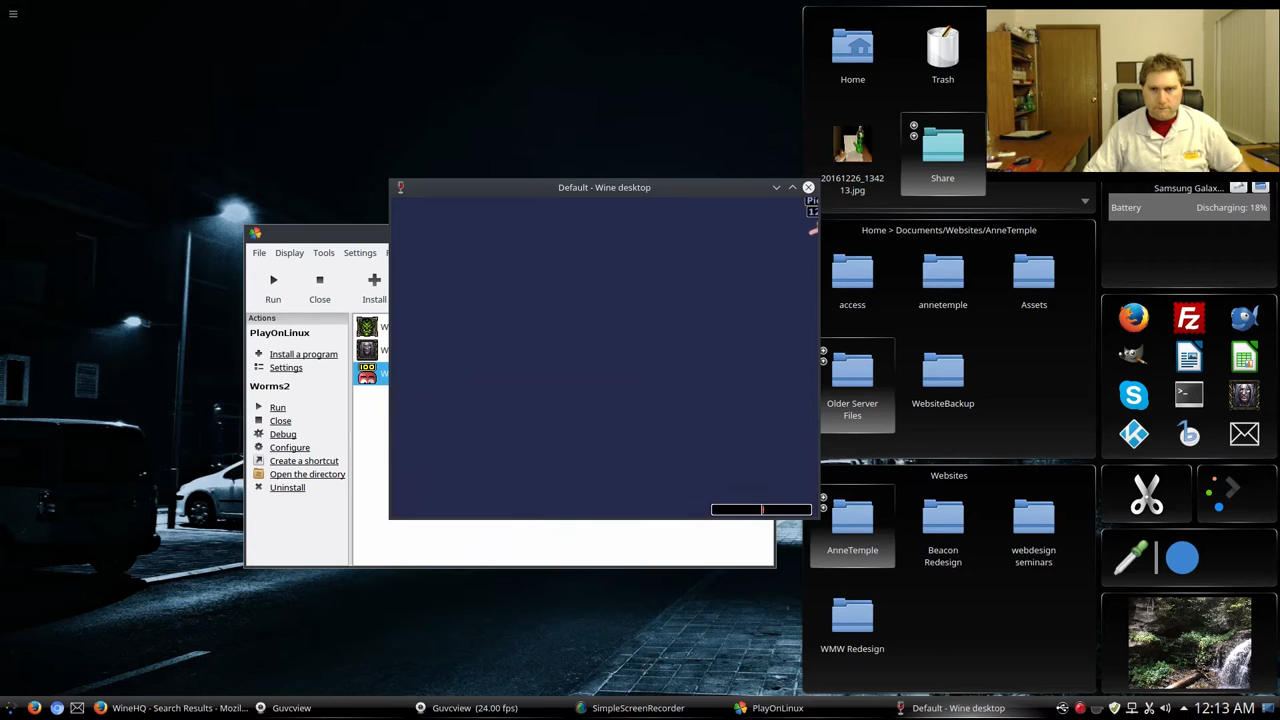 Home
Trash
20161226_1342
13.jpg
Share
Samsung Galax...
Battery
Discharging: 18%
Default - Wine desktop
12
File
Display
Tools
Settings
Run
Close
Install
Actions
PlayOnLinux
Install a program
Settings
Worms2
Run
Close
Debug
Configure
Create a shortcut
Open the directory
Uninstall
100
Home > Documents/Websites/AnneTemple
access
annetemple
Assets
Older Server
Files
WebsiteBackup
Websites
AnneTemple
Beacon
Redesign
webdesign
seminars
WMW Redesign
WineHQ - Search Results - Mozil...
Guvcview
Guvcview (24.00 fps)
SimpleScreenRecorder
PlayOnLinux
Default - Wine desktop
12:13 AM